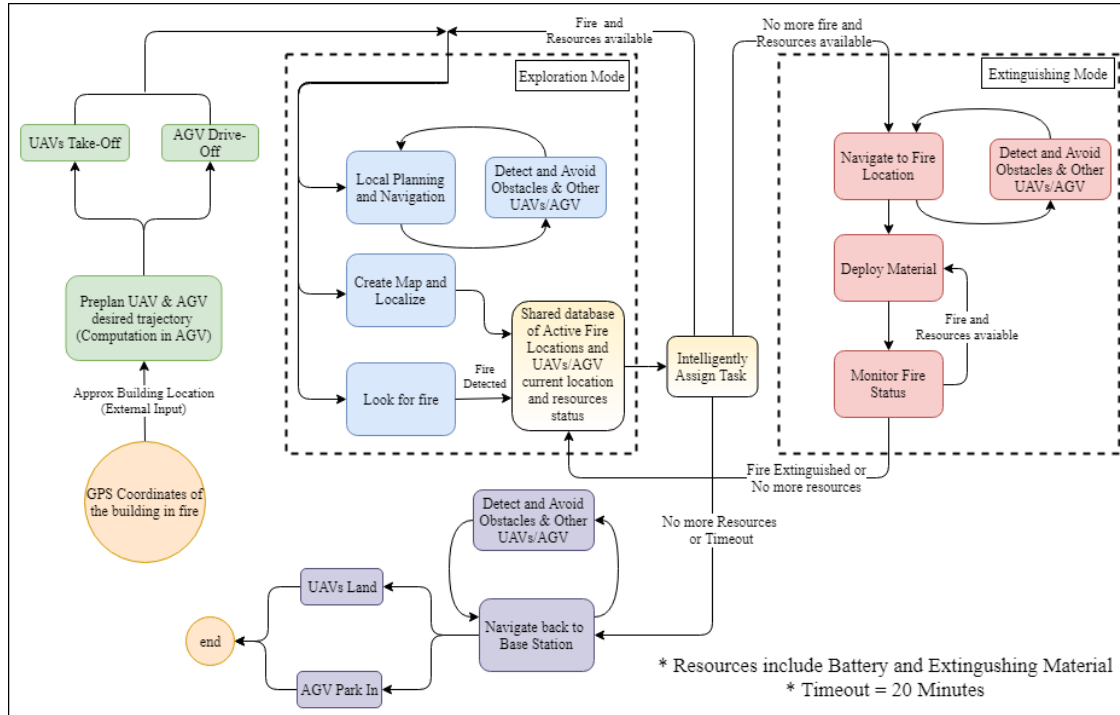 Fire and
Resources available
No more fire and
Resources available
Exploration Mode
Extinguishing Mode
UAVs Take-Off
AGV Drive-
Off
Local Planning
and Navigation
Detect and Avoid
Obstacles & Other
UAVs/AGV
Navigate to Fire
Location
Detect and Avoid
Obstacles & Other
UAVs/AGV
Preplan UAV & AGV
desired trajectory
(Computation in AGV)
Create Map and
Localize
Deploy Material
Shared database
of Active Fire
Locations and
UAVs/AGV
current location
and resources
status
Intelligently
Assign Task
Fire and
Resources avaiable
Look for fire
Fire
Detected
Monitor Fire
Status
Approx Building Location
(External Input)
Fire Extinguished or
No more resources
GPS Coordinates of
the building in fire
Detect and Avoid
Obstacles & Other
UAVs/AGV
No more Resources
or Timeout
UAVs Land
end
Navigate back to
Base Station
AGV Park In
* Resources include Battery and Extingushing Material
* Timeout = 20 Minutes